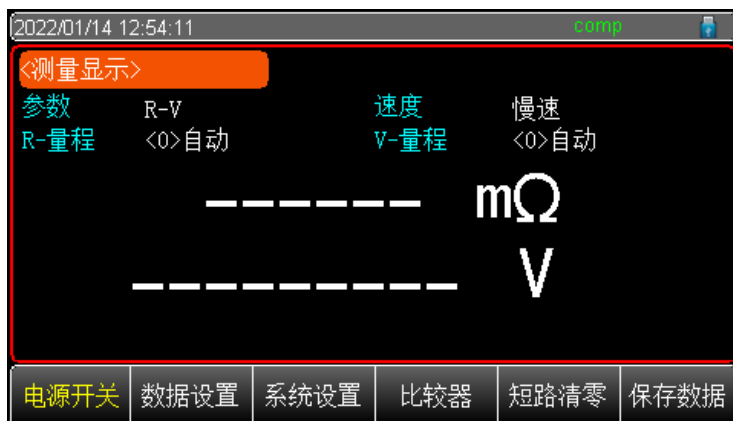 2022/01/14 12:54:11 comp
<测量显示>
参数 R-V 速度 慢速
R-量程 <0>自动 V-量程 <0>自动
------ mΩ
--------- V
电源开关 数据设置 系统设置 比较器 短路清零 保存数据